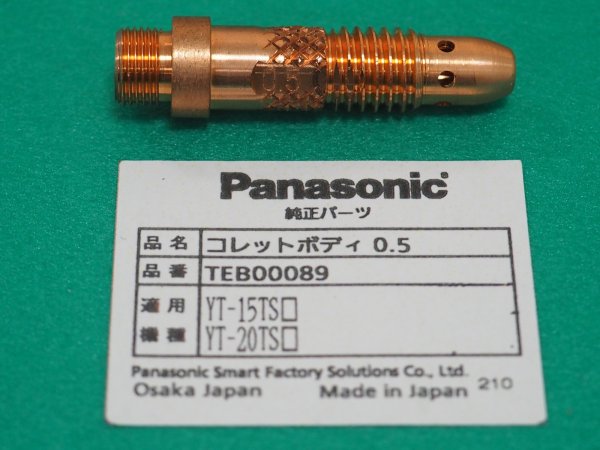 0.5
Panasonic
純正パーツ
品名 コレットボディ 0.5
品番 TEB00089
適用 YT-15TS□
機種 YT-20TS□
Panasonic Smart Factory Solutions Co., Ltd.
Osaka Japan Made in Japan 210